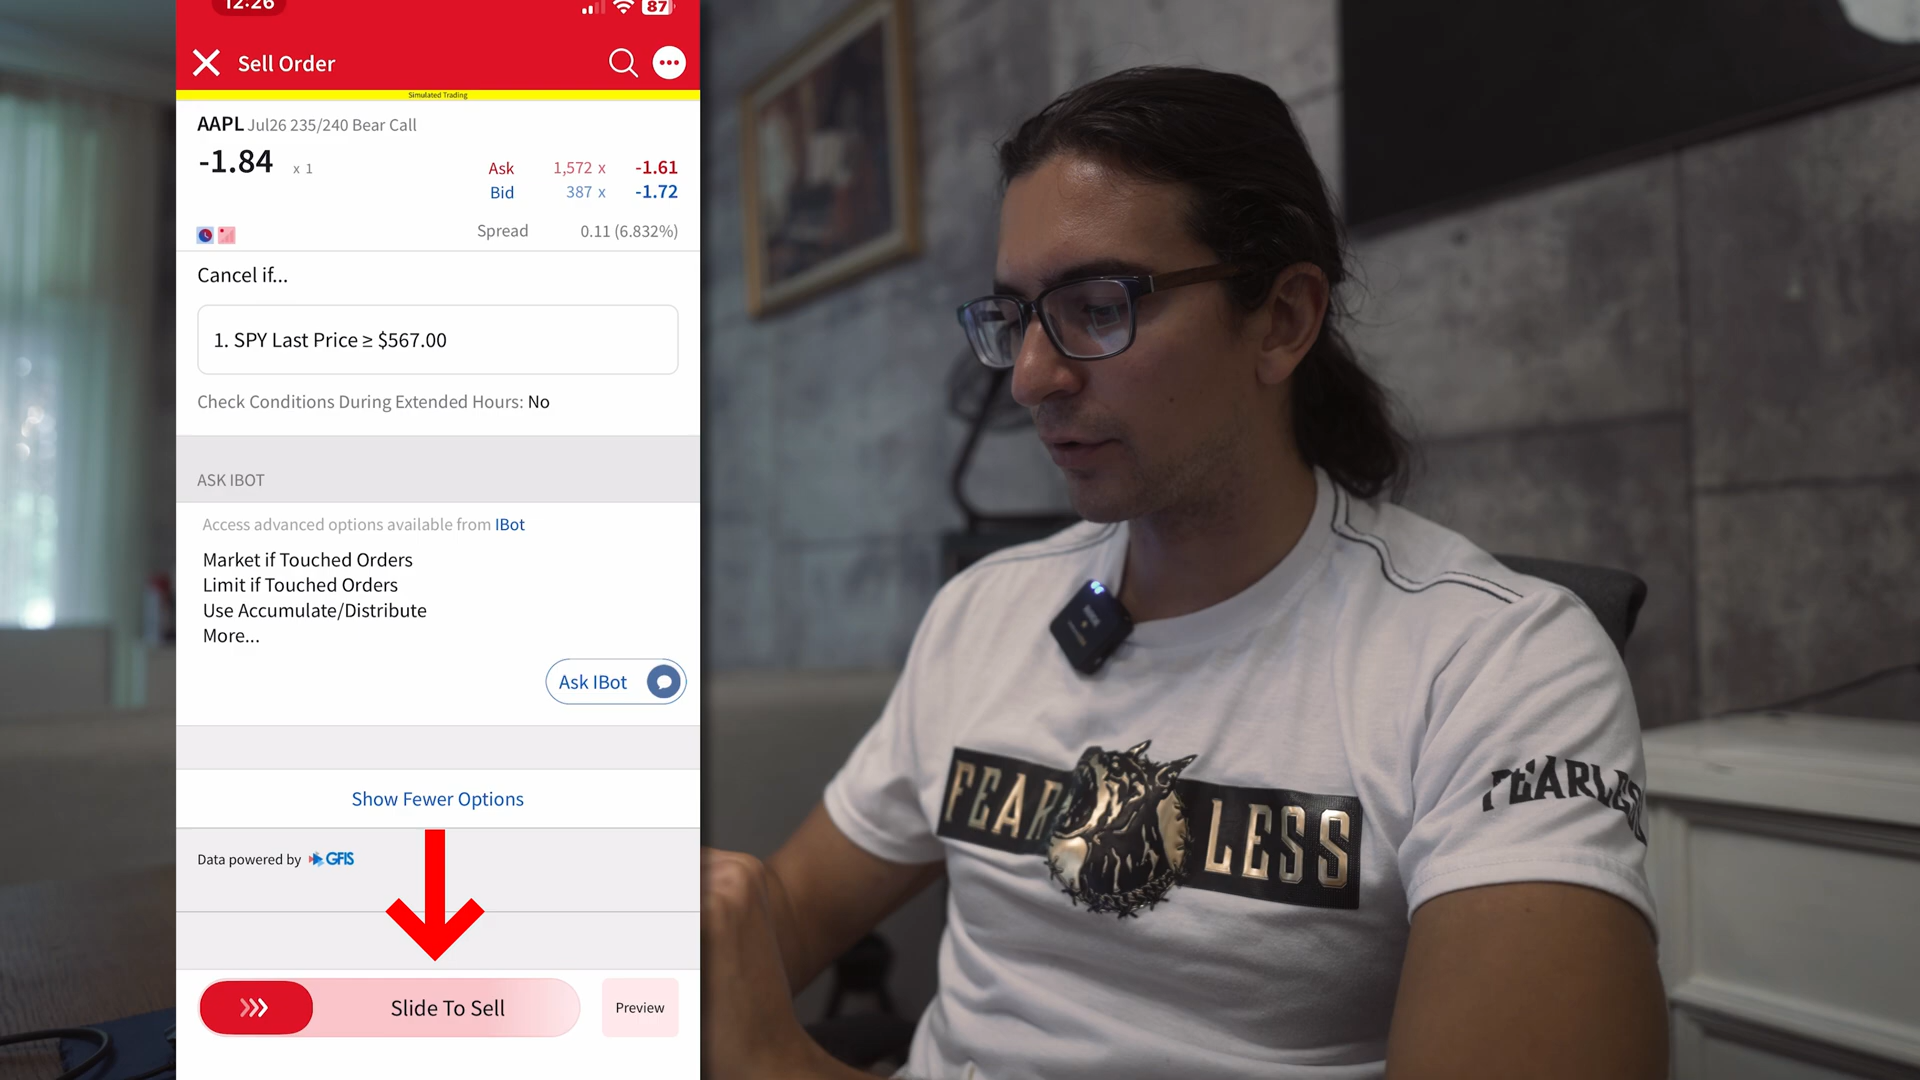 12:26
87
Sell Order
Simulated Trading
AAPL Jul26 235/240 Bear Call
-1.84 x 1
Ask 1,572 x -1.61
Bid 387 x -1.72
Spread 0.11 (6.832%)
Cancel if...
1. SPY Last Price ≥ $567.00
Check Conditions During Extended Hours: No
ASK IBOT
Access advanced options available from IBot
Market if Touched Orders
Limit if Touched Orders
Use Accumulate/Distribute
More...
Ask IBot
Show Fewer Options
Data powered by GFIS
Slide To Sell
Preview
FEAR LESS
FEARLESS